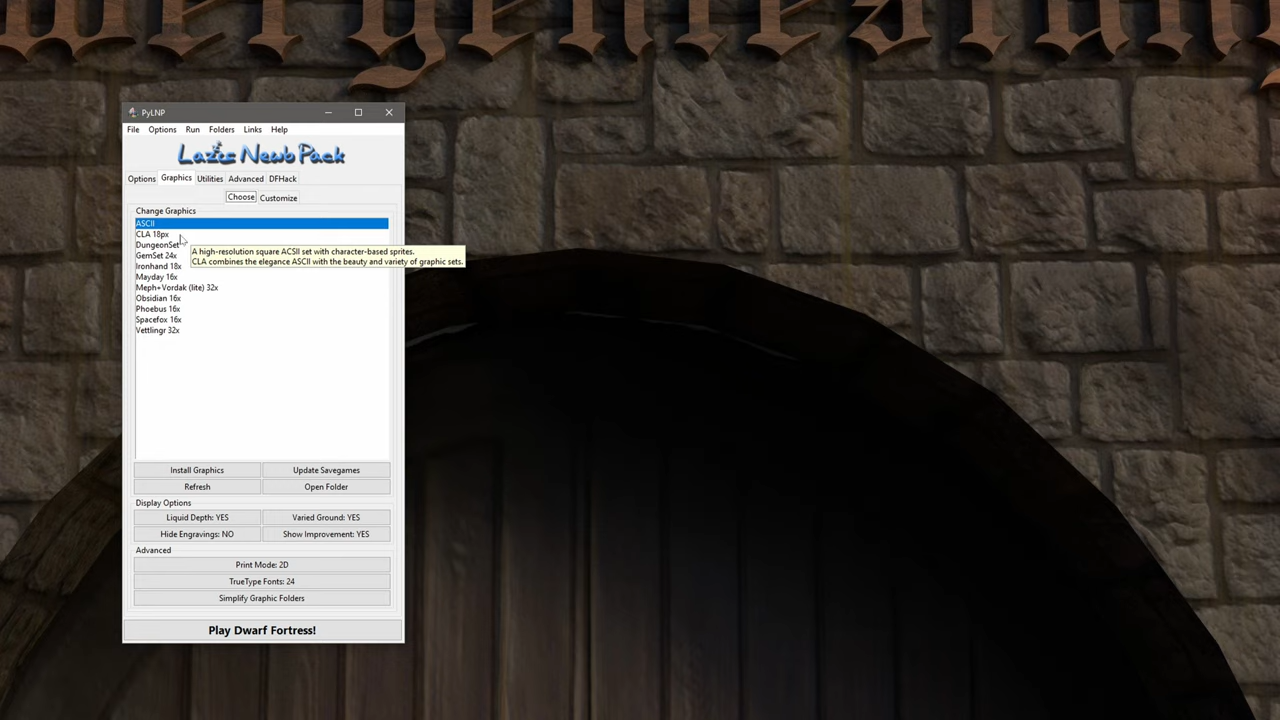 PyLNP
File Options Run Folders Links Help
Lazee Newb Pack
Options Graphics Utilities Advanced DFHack
Choose Customize
Change Graphics
ASCII
CLA 18px
DungeonSet
GemSet 24x
Ironhand 18x
Mayday 16x
Meph+Vordak (lite) 32x
Obsidian 16x
Phoebus 16x
Spacefox 16x
Vettlingr 32x
A high-resolution square ACSII set with character-based sprites.
CLA combines the elegance ASCII with the beauty and variety of graphic sets.
Install Graphics Update Savegames
Refresh Open Folder
Display Options
Liquid Depth: YES Varied Ground: YES
Hide Engravings: NO Show Improvement: YES
Advanced
Print Mode: 2D
TrueType Fonts: 24
Simplify Graphic Folders
Play Dwarf Fortress!